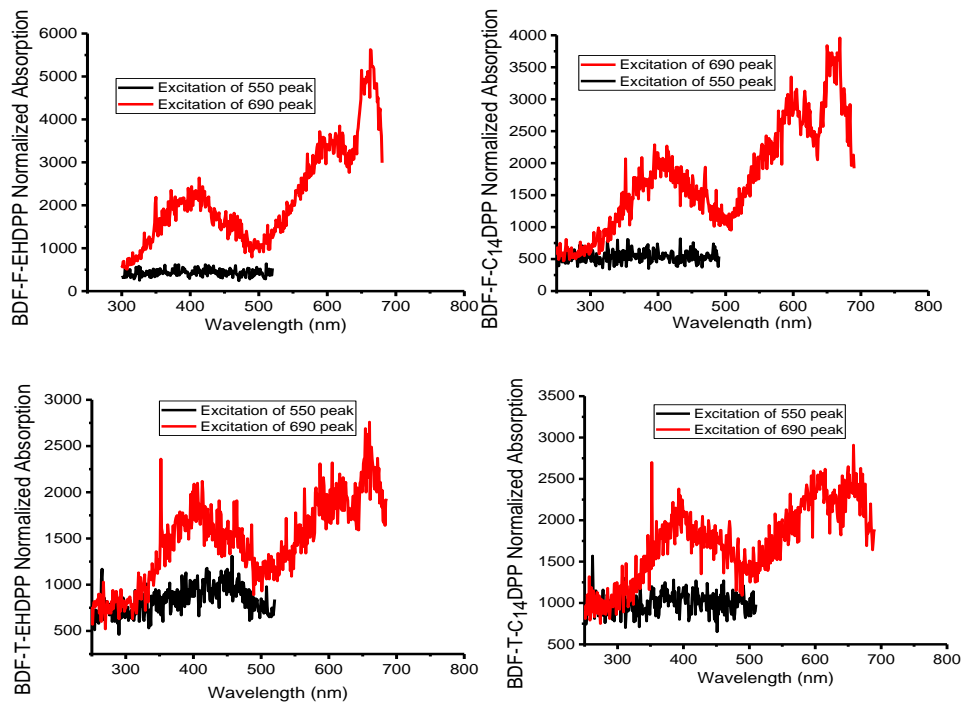 BDF-F-EHDPP Normalized Absorption
6000
5000
4000
3000
2000
1000
0
Excitation of 550 peak
Excitation of 690 peak
300 400 500 600 700 800
Wavelength (nm)
BDF-F-C14DPP Normalized Absorption
4000
3500
3000
2500
2000
1500
1000
500
0
Excitation of 690 peak
Excitation of 550 peak
300 400 500 600 700 800
Wavelength (nm)
BDF-T-EHDPP Normalized Absorption
3000
2500
2000
1500
1000
500
Excitation of 550 peak
Excitation of 690 peak
300 400 500 600 700 800
Wavelength (nm)
BDF-T-C14DPP Normalized Absorption
3500
3000
2500
2000
1500
1000
500
Excitation of 550 peak
Excitation of 690 peak
300 400 500 600 700 800
Wavelength (nm)